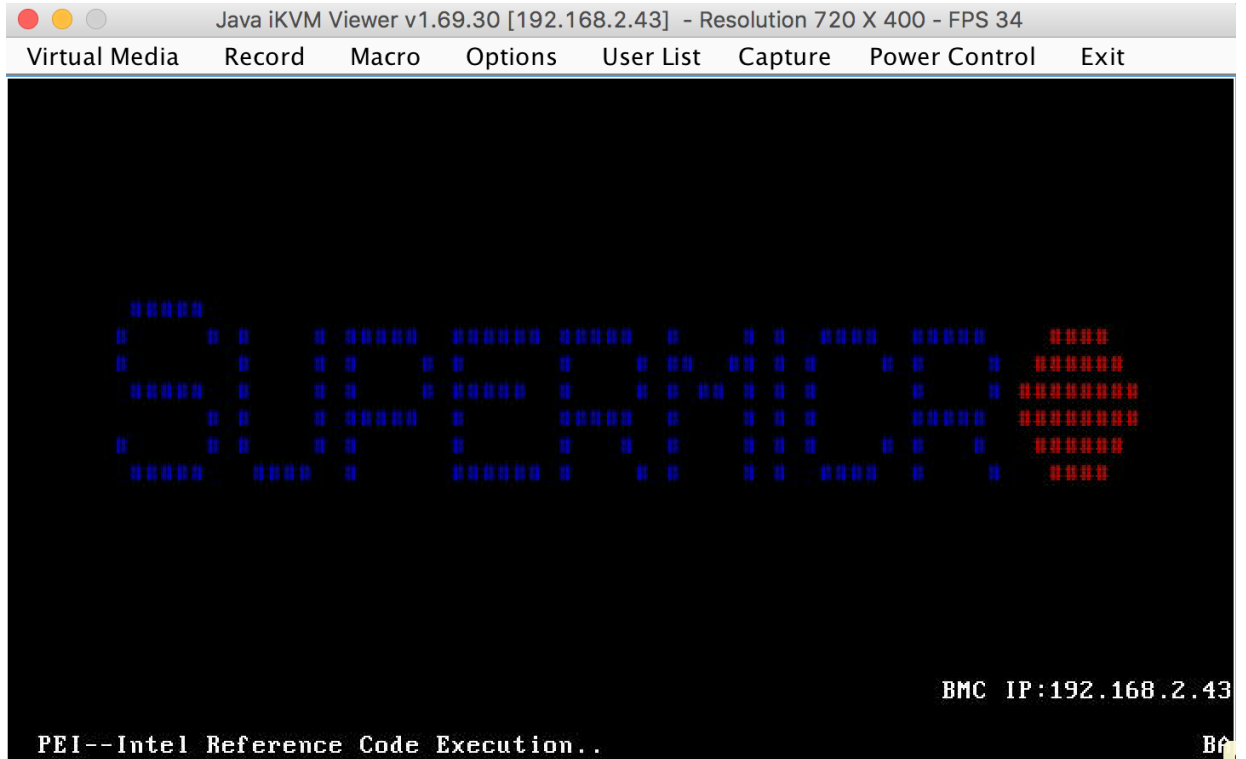 Java iKVM Viewer v1.69.30 [192.168.2.43] - Resolution 720 X 400 - FPS 34
Virtual Media Record Macro Options User List Capture Power Control Exit
SUPERMICRO
BMC IP:192.168.2.43
PEI--Intel Reference Code Execution..